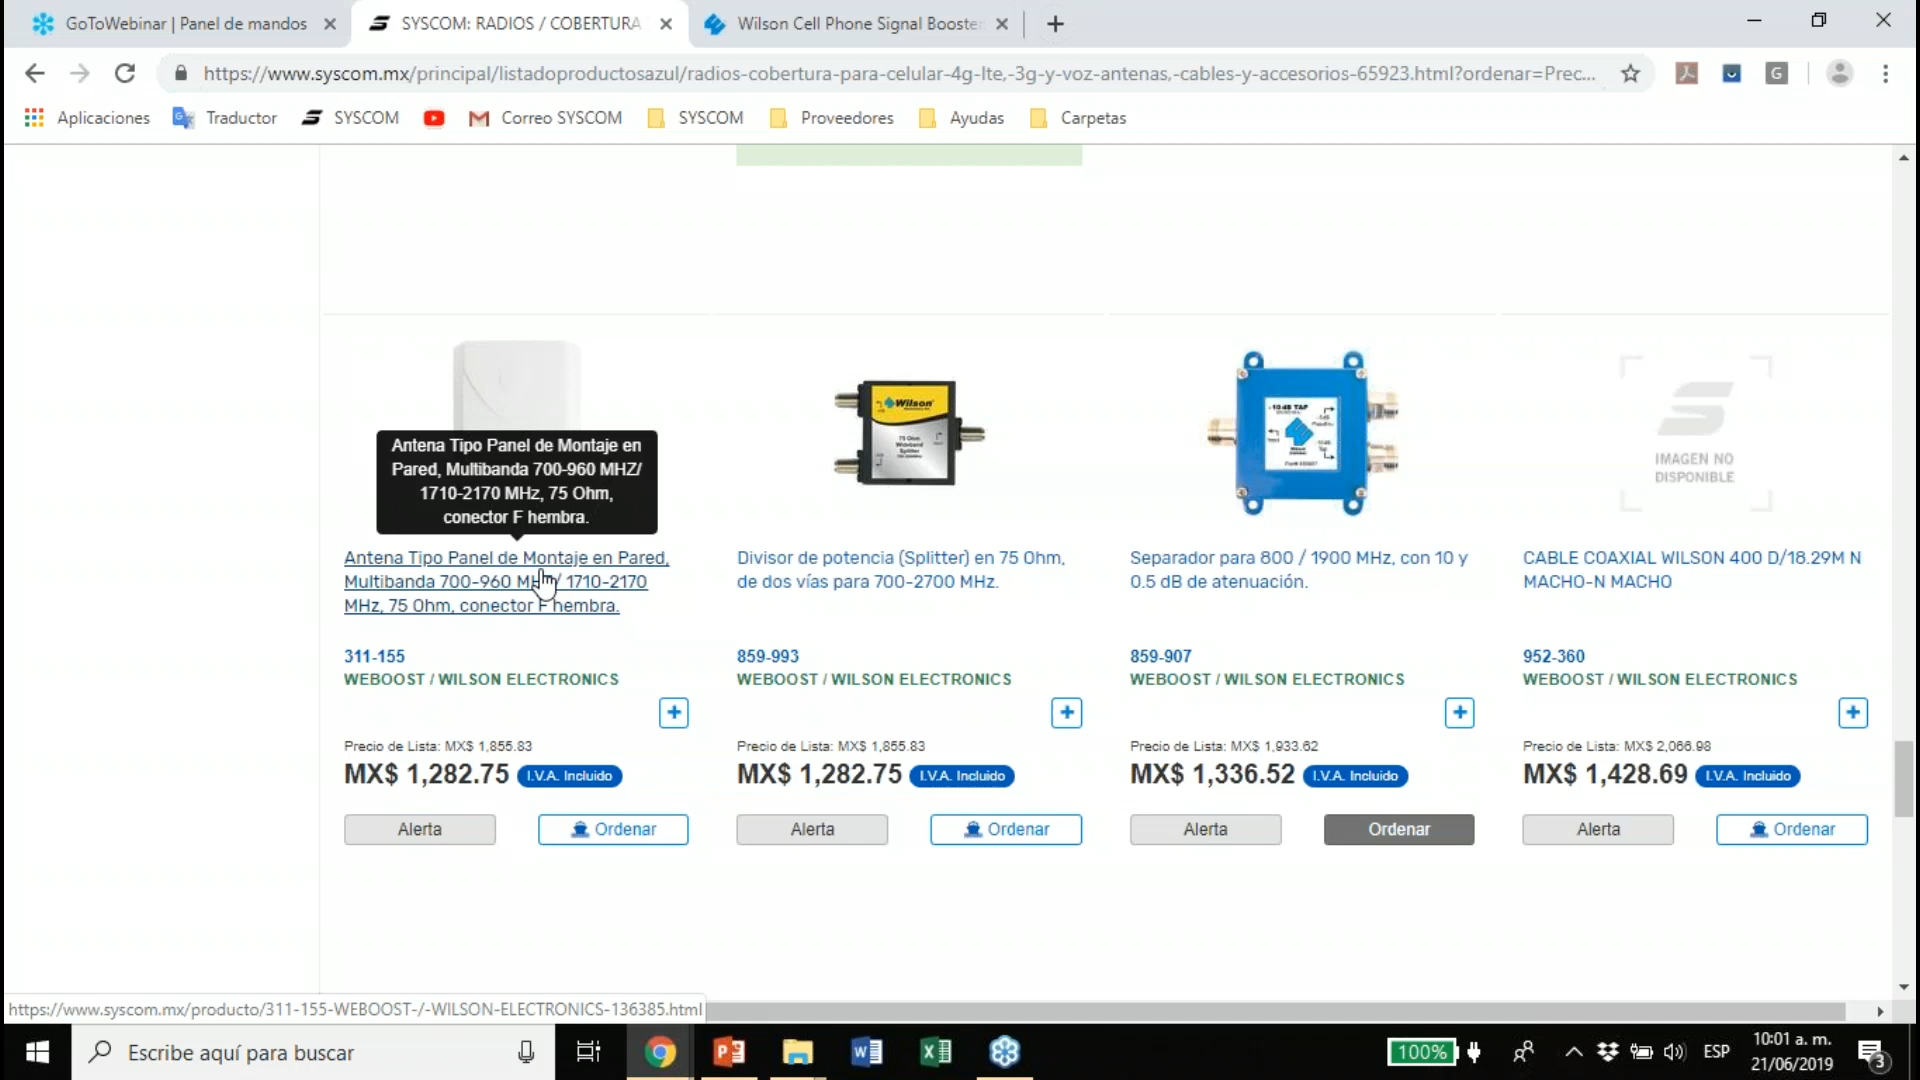 GoToWebinar | Panel de mandos
SYSCOM: RADIOS / COBERTURA
Wilson Cell Phone Signal Booster
https://www.syscom.mx/principal/listadoproductosazul/radios-cobertura-para-celular-4g-lte,-3g-y-voz-antenas,-cables-y-accesorios-65923.html?ordenar=Prec...
Aplicaciones
Traductor
SYSCOM
Correo SYSCOM
SYSCOM
Proveedores
Ayudas
Carpetas
Antena Tipo Panel de Montaje en
Pared, Multibanda 700-960 MHZ/
1710-2170 MHz, 75 Ohm,
conector F hembra.
Antena Tipo Panel de Montaje en Pared,
Multibanda 700-960 MHz/ 1710-2170
MHz, 75 Ohm, conector F hembra.
311-155
WEBOOST / WILSON ELECTRONICS
+
Precio de Lista: MX$ 1,855.83
MX$ 1,282.75 I.V.A. Incluido
Alerta
Ordenar
Wilson
75 Ohm
Wideband
Splitter
Divisor de potencia (Splitter) en 75 Ohm,
de dos vías para 700-2700 MHz.
859-993
WEBOOST / WILSON ELECTRONICS
+
Precio de Lista: MX$ 1,855.83
MX$ 1,282.75 I.V.A. Incluido
Alerta
Ordenar
-10 dB TAP
Separador para 800 / 1900 MHz, con 10 y
0.5 dB de atenuación.
859-907
WEBOOST / WILSON ELECTRONICS
+
Precio de Lista: MX$ 1,933.62
MX$ 1,336.52 I.V.A. Incluido
Alerta
Ordenar
IMAGEN NO
DISPONIBLE
CABLE COAXIAL WILSON 400 D/18.29M N
MACHO-N MACHO
952-360
WEBOOST / WILSON ELECTRONICS
+
Precio de Lista: MX$ 2,066.98
MX$ 1,428.69 I.V.A. Incluido
Alerta
Ordenar
https://www.syscom.mx/producto/311-155-WEBOOST-/-WILSON-ELECTRONICS-136385.html
Escribe aquí para buscar
100%
ESP
10:01 a. m.
21/06/2019
3